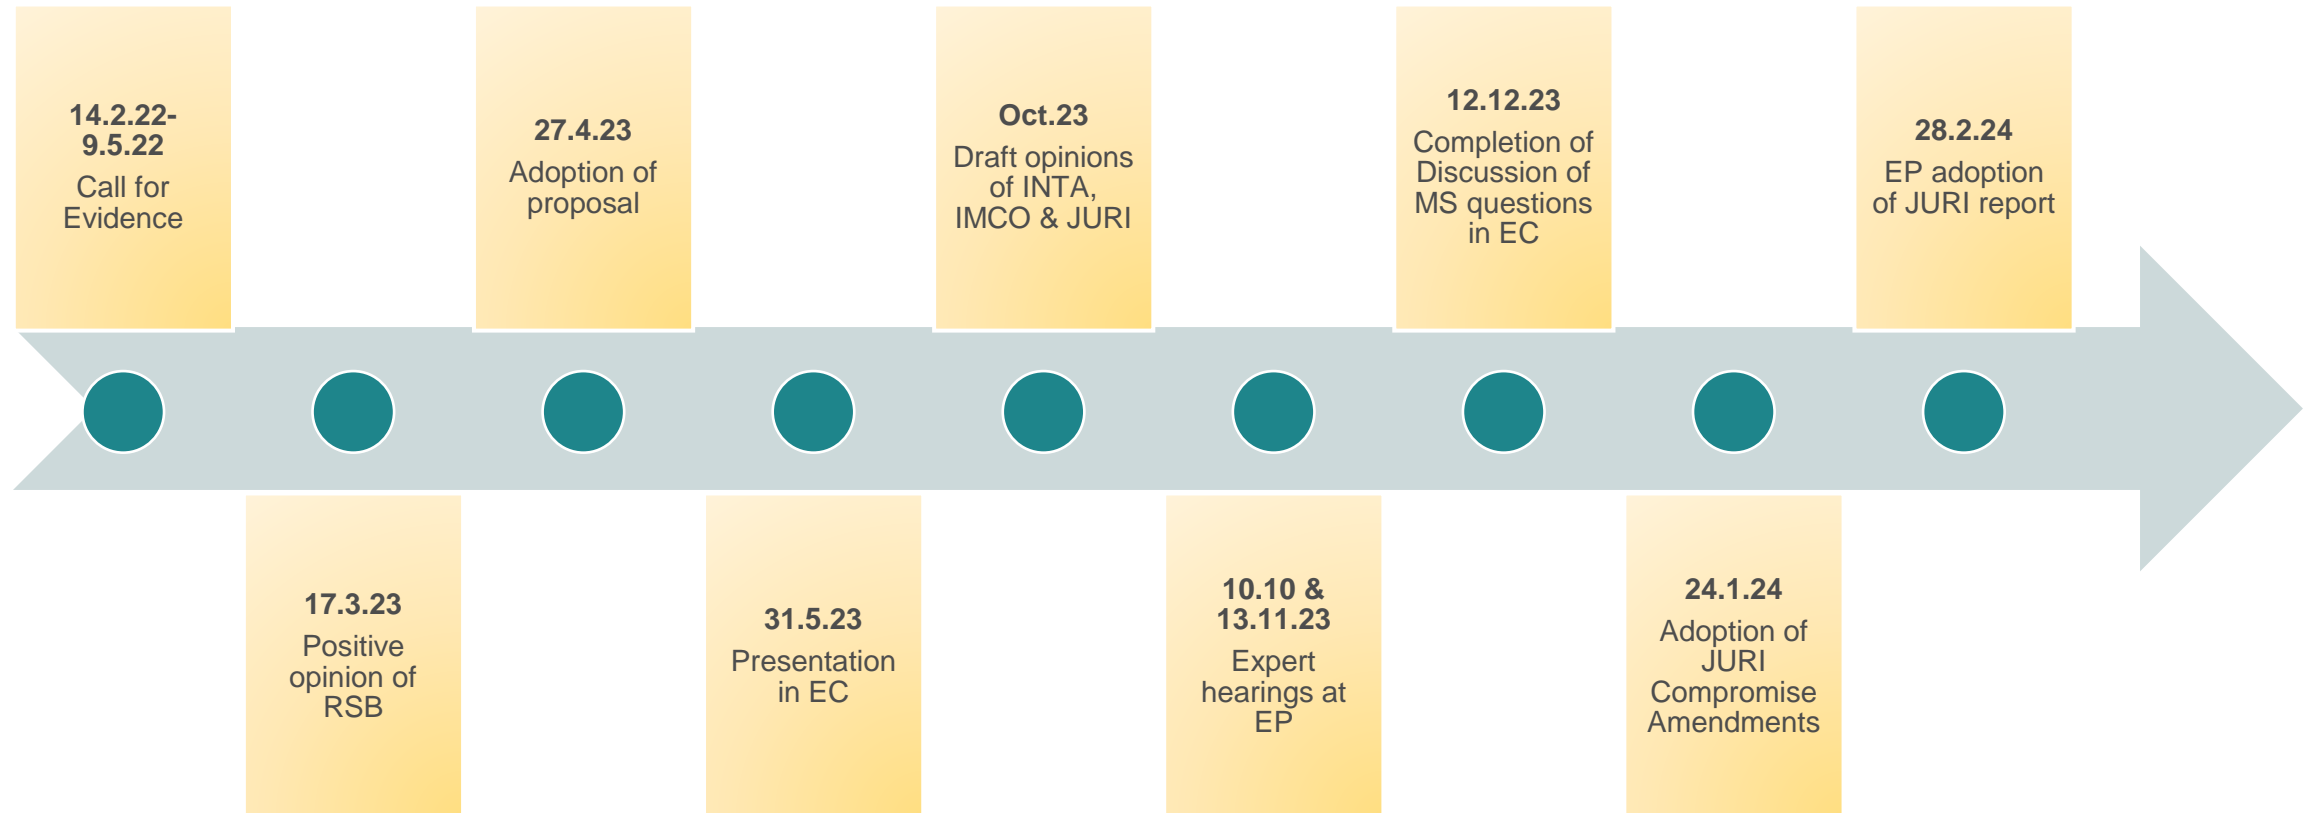 14.2.22-
9.5.22
Call for
Evidence
17.3.23
Positive
opinion of
RSB
27.4.23
Adoption of
proposal
31.5.23
Presentation
in EC
Oct.23
Draft opinions
of INTA,
IMCO & JURI
10.10 &
13.11.23
Expert
hearings at
EP
12.12.23
Completion of
Discussion of
MS questions
in EC
24.1.24
Adoption of
JURI
Compromise
Amendments
28.2.24
EP adoption
of JURI report